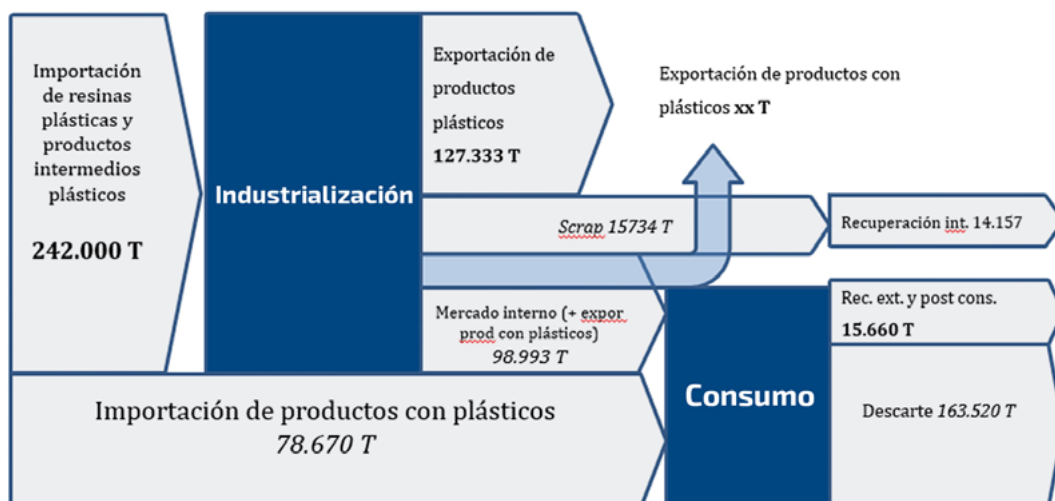 Importación
de resinas
plásticas y
productos
intermedios
plásticos
242.000 T
Industrialización
Exportación de
productos
plásticos
127.333 T
Exportación de productos con
plásticos xx T
Scrap 15734 T
Recuperación int. 14.157
Mercado interno (+ expor
prod con plásticos)
98.993 T
Rec. ext. y post cons.
15.660 T
Importación de productos con plásticos
78.670 T
Consumo
Descarte 163.520 T